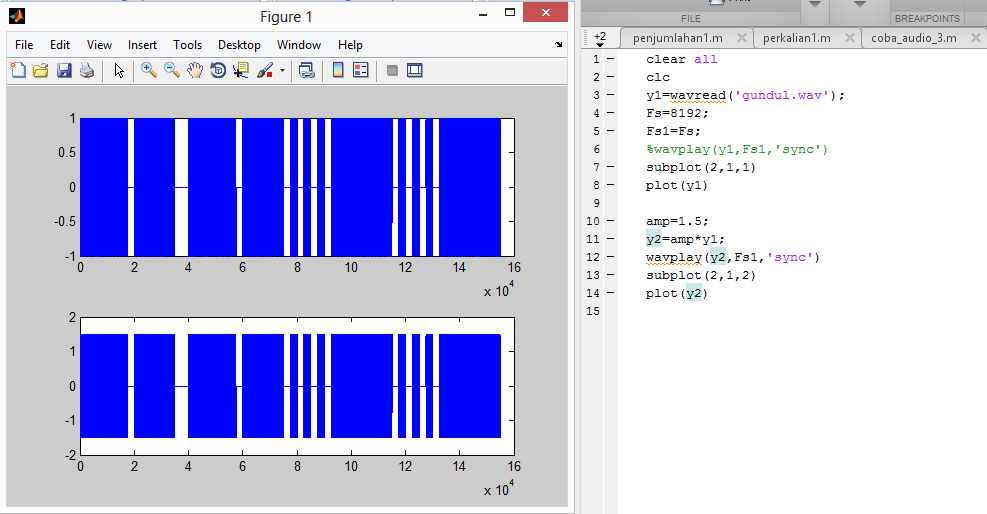 Figure 1
File Edit View Insert Tools Desktop Window Help
1
0.5
0
-0.5
-1
0 2 4 6 8 10 12 14 16
x 10^4
2
1
0
-1
-2
0 2 4 6 8 10 12 14 16
x 10^4
FILE BREAKPOINTS
+2 penjumlahan1.m perkalian1.m coba_audio_3.m
1 – clear all
2 – clc
3 – y1=wavread('gundul.wav');
4 – Fs=8192;
5 – Fs1=Fs;
6 %wavplay(y1,Fs1,'sync')
7 – subplot(2,1,1)
8 – plot(y1)
9
10 – amp=1.5;
11 – y2=amp*y1;
12 – wavplay(y2,Fs1,'sync')
13 – subplot(2,1,2)
14 – plot(y2)
15